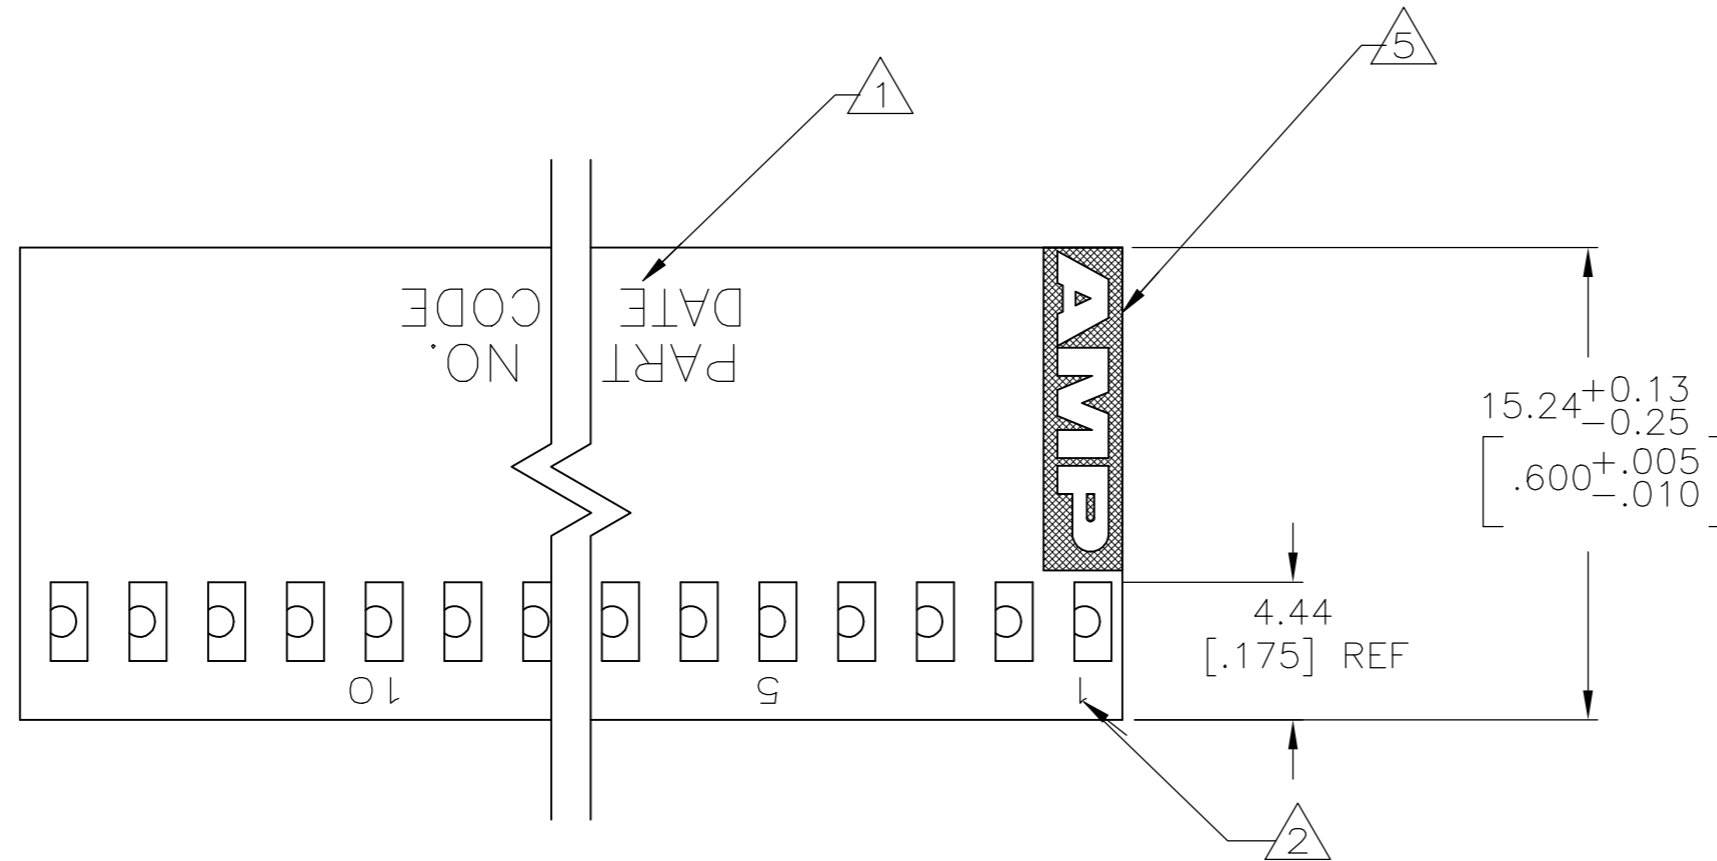 1
5
DATE CODE
PART NO.
AMP
15.24 +0.13 -0.25
[.600 +.005 -.010]
4.44
[.175] REF
10 5 1
2